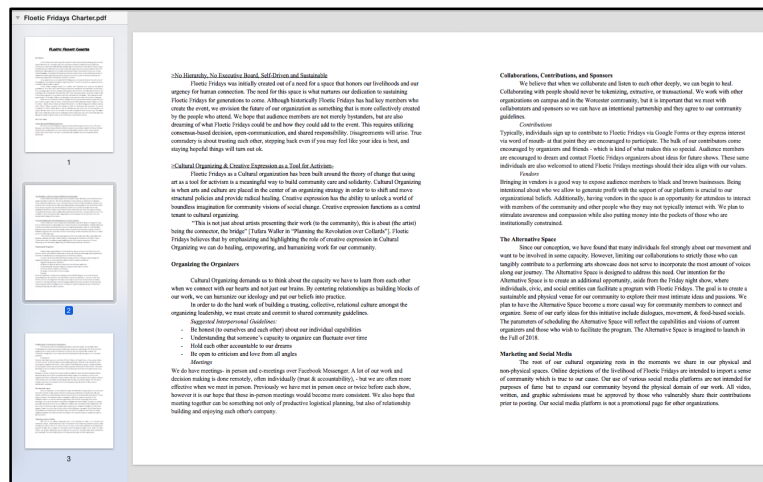 Floetic Fridays Charter.pdf
1
2
3
>No Hierarchy, No Executive Board, Self-Driven and Sustainable
Floetic Fridays was initially created out of a need for a space that honors our livelihoods and our
urgency for human connection. The need for this space is what matures our dedication to sustaining
Floetic Fridays for generations to come. Although historically Floetic Fridays has had key members who
create the event, we envision the future of our organization as something that is more collectively created
by the people who attend. We hope that audience members are not merely bystanders, but are also
dreaming of what Floetic Fridays could be and how they could add to the event. This requires utilizing
consensus-based decision, open-communication, and shared responsibility. Disagreements will arise. True
comradery is about trusting each other, stepping back even if you may feel like your idea is best, and
staying hopeful things will turn out ok.
>Cultural Organizing & Creative Expression as a Tool for Activism-
Floetic Fridays as a Cultural organization has been built around the theory of change that using
art as a tool for activism is a meaningful way to build community care and solidarity. Cultural Organizing
is when arts and culture are placed in the center of an organizing strategy in order to to shift and move
structural policies and provide radical healing. Creative expression has the ability to unlock a world of
boundless imagination for community visions of social change. Creative expression functions as a central
tenant to cultural organizing.
"This is not just about artists presenting their work (to the community), this is about (the artist)
being the connector, the bridge" [Tufara Waller in "Planning the Revolution over Collards"]. Floetic
Fridays believes that by emphasizing and highlighting the role of creative expression in Cultural
Organizing we can do healing, empowering, and humanizing work for our community.
Organizing the Organizers
Cultural Organizing demands us to think about the capacity we have to learn from each other
when we connect with our hearts and not just our brains. By centering relationships as building blocks of
our work, we can humanize our ideology and put our beliefs into practice.
In order to do the hard work of building a trusting, collective, relational culture amongst the
organizing leadership, we must create and commit to shared community guidelines.
Suggested Interpersonal Guidelines:
- Be honest (to ourselves and each other) about our individual capabilities
- Understanding that someone's capacity to organize can fluctuate over time
- Hold each other accountable to our dreams
- Be open to criticism and love from all angles
Meetings
We do have meetings- in person and e-meetings over Facebook Messenger. A lot of our work and
decision making is done remotely, often individually (trust & accountability), - but we are often more
effective when we meet in person. Previously we have met in person once or twice before each show,
however it is our hope that these in-person meetings would become more consistent. We also hope that
meeting together can be something not only of productive logistical planning, but also of relationship
building and enjoying each other's company.
Collaborations, Contributions, and Sponsors
We believe that when we collaborate and listen to each other deeply, we can begin to heal.
Collaborating with people should never be tokenizing, extractive, or transactional. We work with other
organizations on campus and in the Worcester community, but it is important that we meet with
collaborators and sponsors so we can have an intentional partnership and they agree to our community
guidelines.
Contributions
Typically, individuals sign up to contribute to Floetic Fridays via Google Forms or they express interest
via word of mouth- at that point they are encouraged to participate. The bulk of our contributors come
encouraged by organizers and friends - which is kind of what makes this so special. Audience members
are encouraged to dream and contact Floetic Fridays organizers about ideas for future shows. These same
individuals are also welcomed to attend Floetic Fridays meetings should their idea align with our values.
Vendors
Bringing in vendors is a good way to expose audience members to black and brown businesses. Being
intentional about who we allow to generate profit with the support of our platform is crucial to our
organizational beliefs. Additionally, having vendors in the space is an opportunity for attendees to interact
with members of the community and other people who they may not typically interact with. We plan to
stimulate awareness and compassion while also putting money into the pockets of those who are
institutionally constrained.
The Alternative Space
Since our conception, we have found that many individuals feel strongly about our movement and
want to be involved in some capacity. However, limiting our collaborations to strictly those who can
tangibly contribute to a performing arts showcase does not serve to incorporate the most amount of voices
along our journey. The Alternative Space is designed to address this need. Our intention for the
Alternative Space is to create an additional opportunity, aside from the Friday night show, where
individuals, civic, and social entities can facilitate a program with Floetic Fridays. The goal is to create a
sustainable and physical venue for our community to explore their most intimate ideas and passions. We
plan to have the Alternative Space become a more casual way for community members to connect and
organize. Some of our early ideas for this initiative include dialogues, movement, & food-based socials.
The parameters of scheduling the Alternative Space will reflect the capabilities and visions of current
organizers and those who wish to facilitate the program. The Alternative Space is imagined to launch in
the Fall of 2018.
Marketing and Social Media
The root of our cultural organizing rests in the moments we share in our physical and
non-physical spaces. Online depictions of the livelihood of Floetic Fridays are intended to import a sense
of community which is true to our cause. Our use of various social media platforms are not intended for
purposes of fame but to expand our community beyond the physical domain of our work. All video,
written, and graphic submissions must be approved by those who vulnerably share their contributions
prior to posting. Our social media platform is not a promotional page for other organizations.